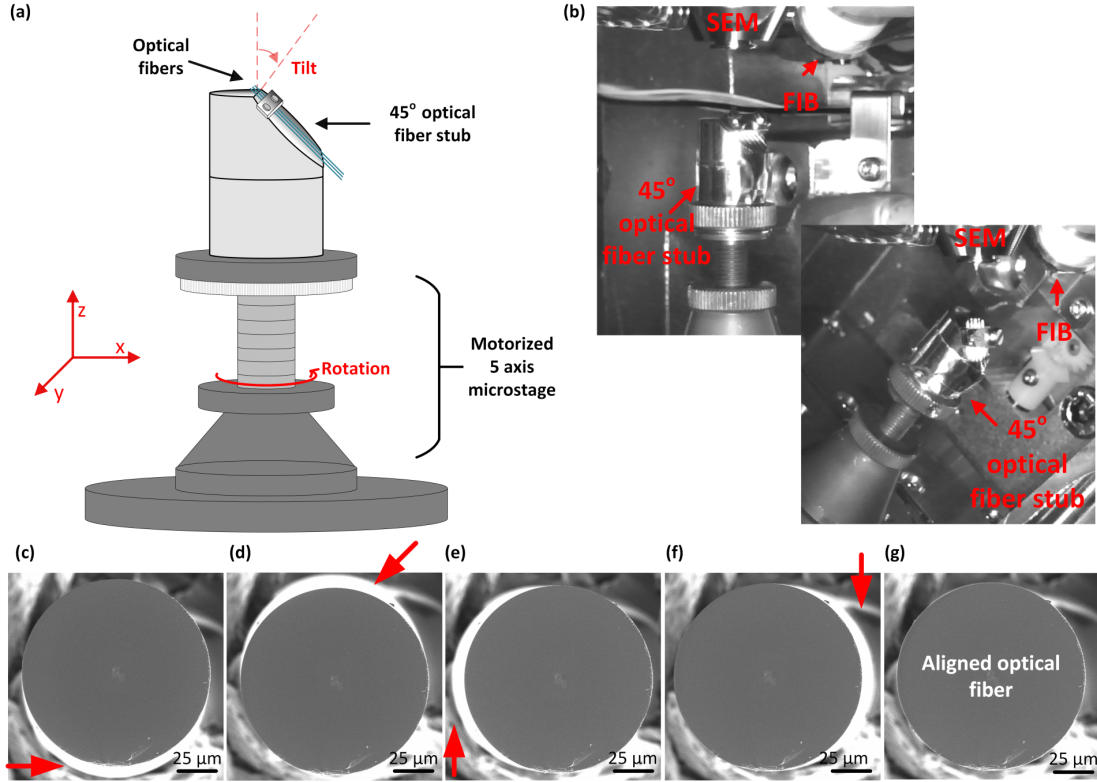 (a)
Optical
fibers
Tilt
45° optical
fiber stub
z
x
y
Rotation
Motorized
5 axis
microstage
(b)
SEM
FIB
45°
optical
fiber stub
SEM
FIB
45°
optical
fiber stub
(c)
25 µm
(d)
25 µm
(e)
25 µm
(f)
25 µm
(g)
Aligned optical
fiber
25 µm